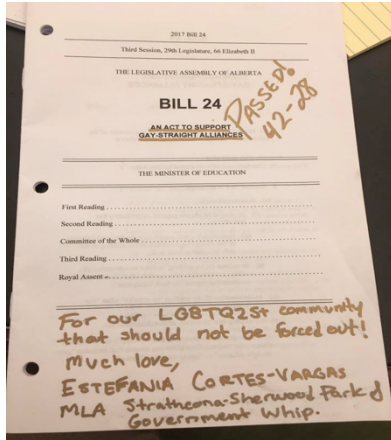 2017 Bill 24
Third Session, 29th Legislature, 66 Elizabeth II
THE LEGISLATIVE ASSEMBLY OF ALBERTA
BILL 24
PASSED!
42-28
AN ACT TO SUPPORT
GAY-STRAIGHT ALLIANCES
THE MINISTER OF EDUCATION
First Reading
Second Reading
Committee of the Whole
Third Reading
Royal Assent
For our LGBTQ2S+ community
that should not be forced out!
Much love,
ESTEFANIA CORTES-VARGAS
MLA Strathcona-Sherwood Park &
Government Whip.